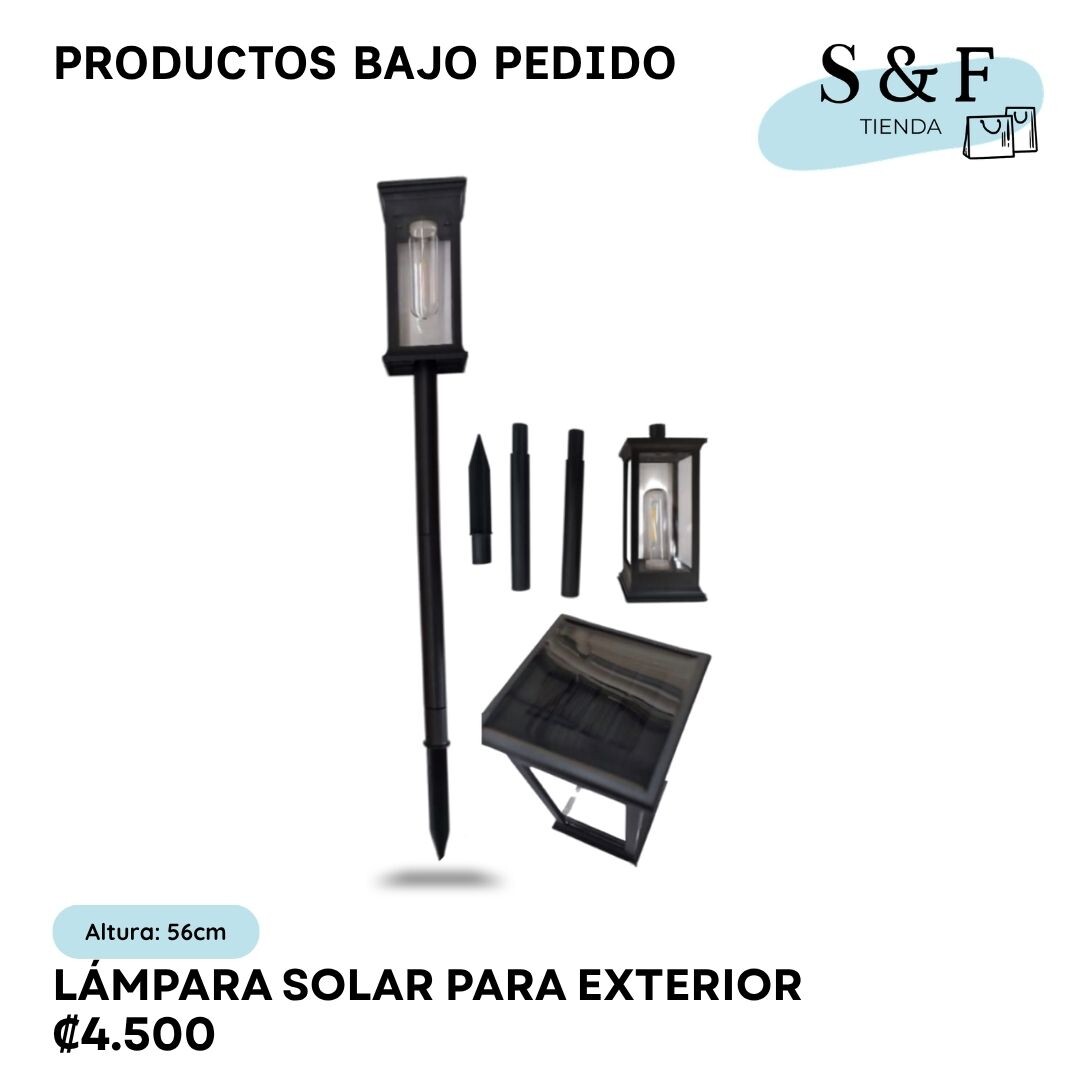 PRODUCTOS BAJO PEDIDO
S & F
TIENDA
Altura: 56cm
LÁMPARA SOLAR PARA EXTERIOR
₡4.500